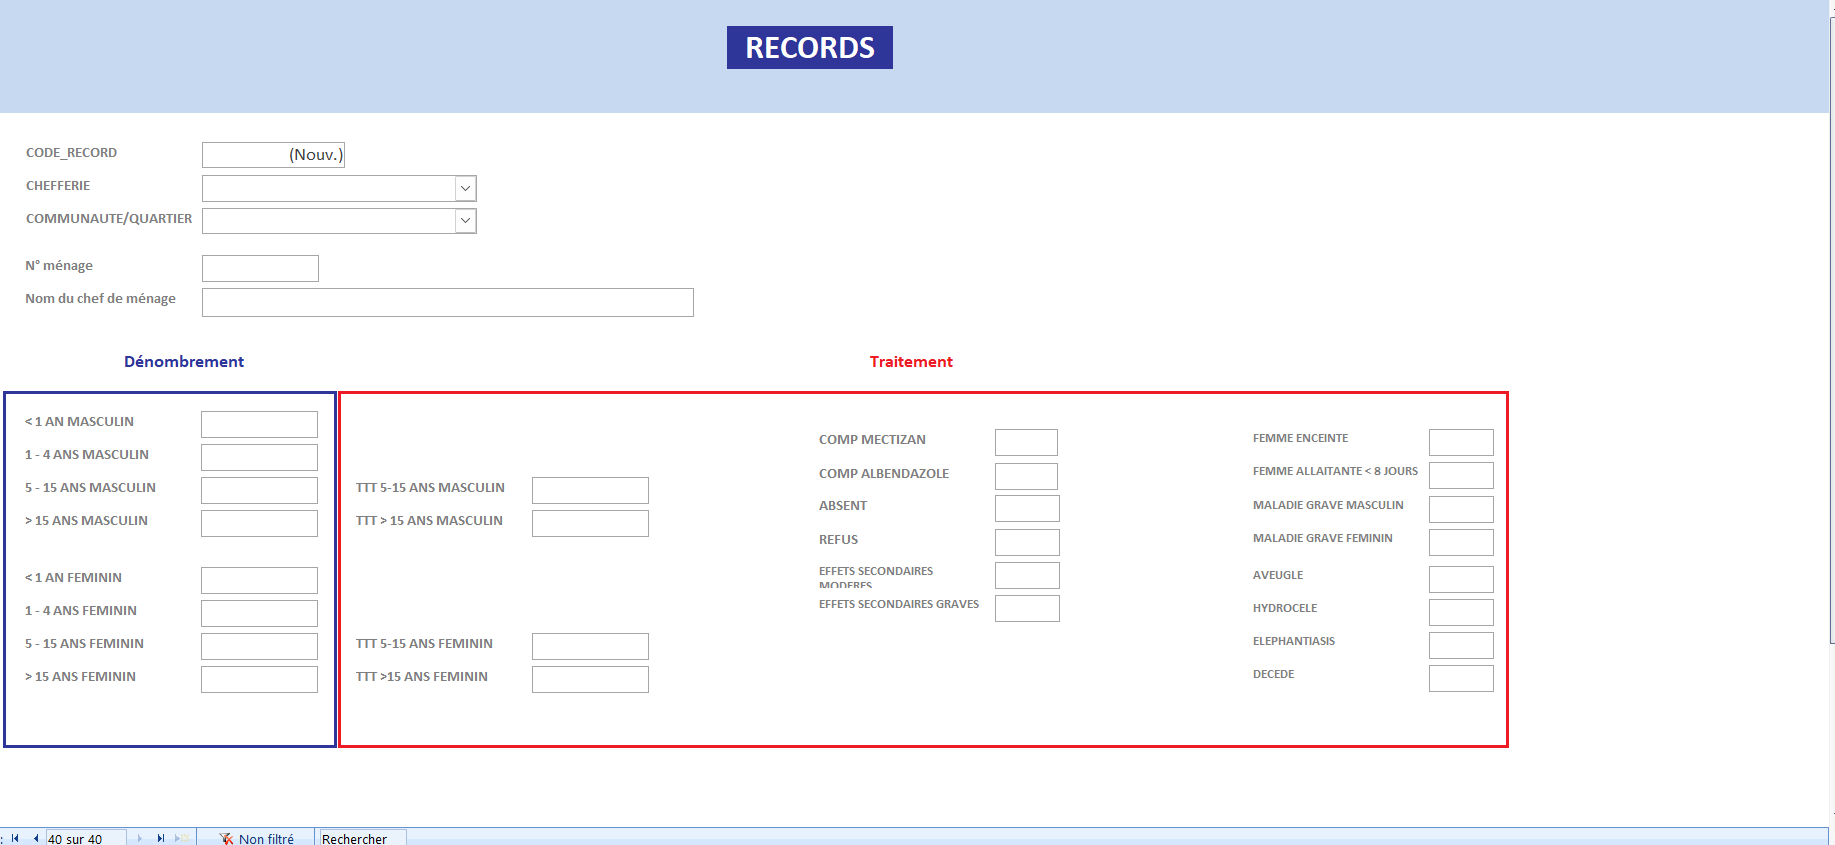 RECORDS
CODE_RECORD (Nouv.)
CHEFFERIE
COMMUNAUTE/QUARTIER
N° ménage
Nom du chef de ménage
Dénombrement
Traitement
< 1 AN MASCULIN
1 - 4 ANS MASCULIN
5 - 15 ANS MASCULIN
> 15 ANS MASCULIN
< 1 AN FEMININ
1 - 4 ANS FEMININ
5 - 15 ANS FEMININ
> 15 ANS FEMININ
TTT 5-15 ANS MASCULIN
TTT > 15 ANS MASCULIN
TTT 5-15 ANS FEMININ
TTT >15 ANS FEMININ
COMP MECTIZAN
COMP ALBENDAZOLE
ABSENT
REFUS
EFFETS SECONDAIRES
MODERES
EFFETS SECONDAIRES GRAVES
FEMME ENCEINTE
FEMME ALLAITANTE < 8 JOURS
MALADIE GRAVE MASCULIN
MALADIE GRAVE FEMININ
AVEUGLE
HYDROCELE
ELEPHANTIASIS
DECEDE
: 40 sur 40 Non filtré Rechercher